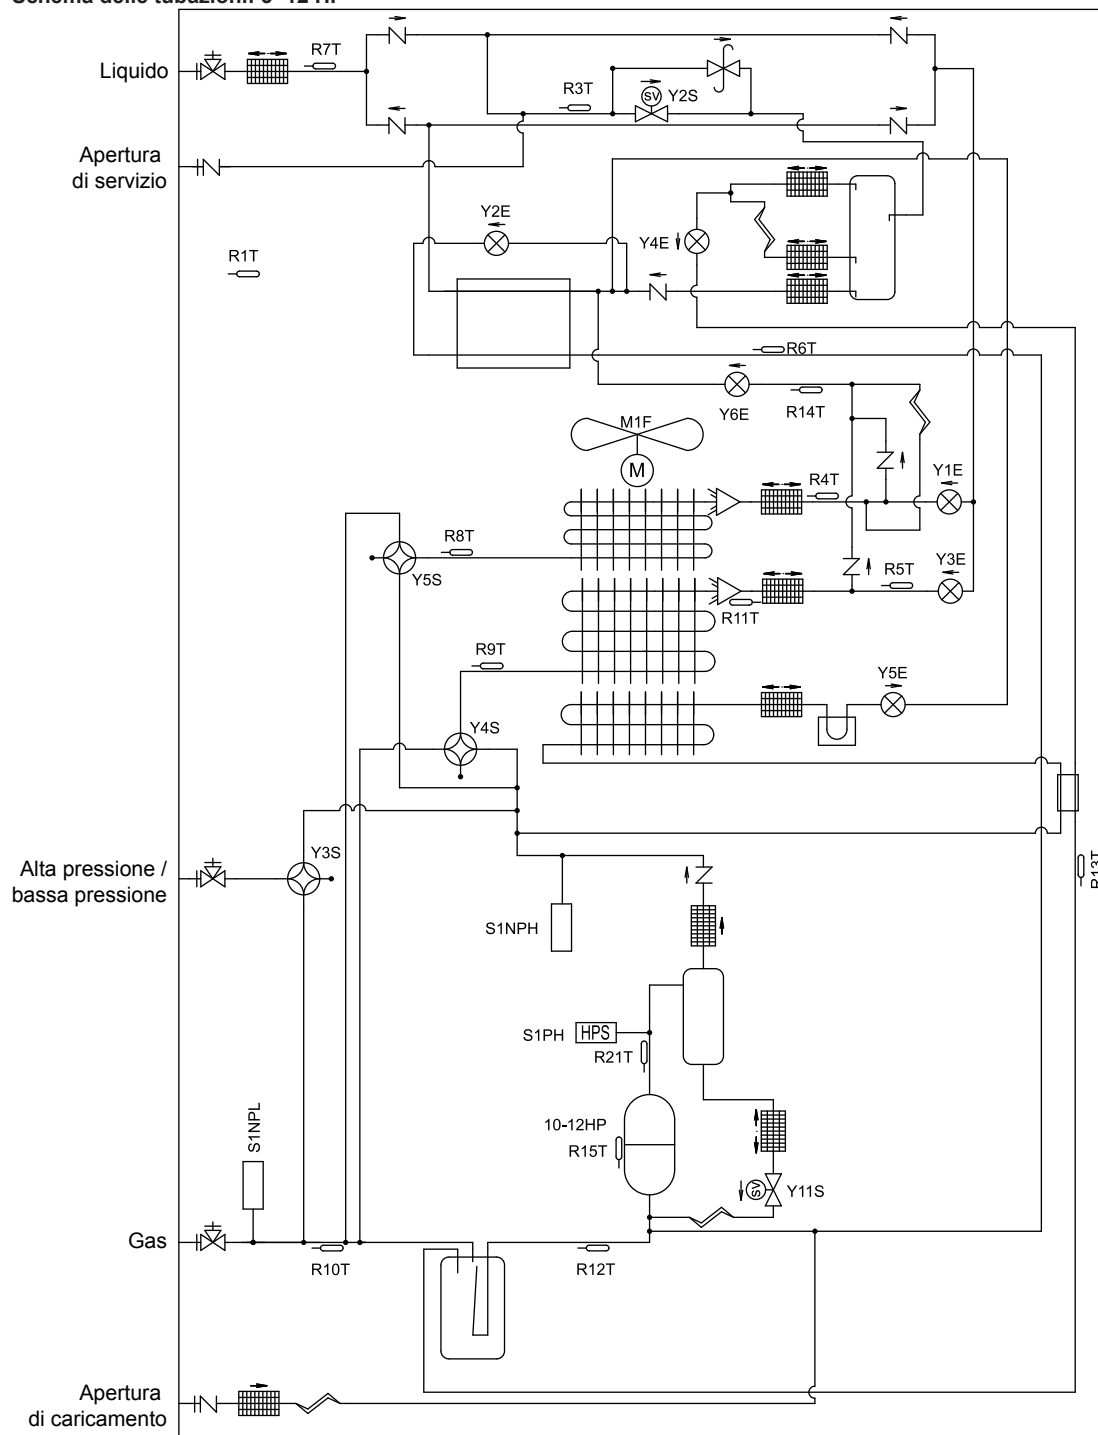 Schema delle tubazioni: 8~12 HP
R7T
Liquido
R3T
SV
Y2S
Apertura
di servizio
Y2E
Y4E
R1T
R6T
Y6E
R14T
M1F
M
R4T
Y1E
R8T
Y5S
R5T
Y3E
R11T
R9T
Y5E
Y4S
Alta pressione /
bassa pressione
Y3S
R13T
S1NPH
S1PH
HPS
R21T
S1NPL
10-12HP
R15T
SV
Y11S
Gas
R10T
R12T
Apertura
di caricamento